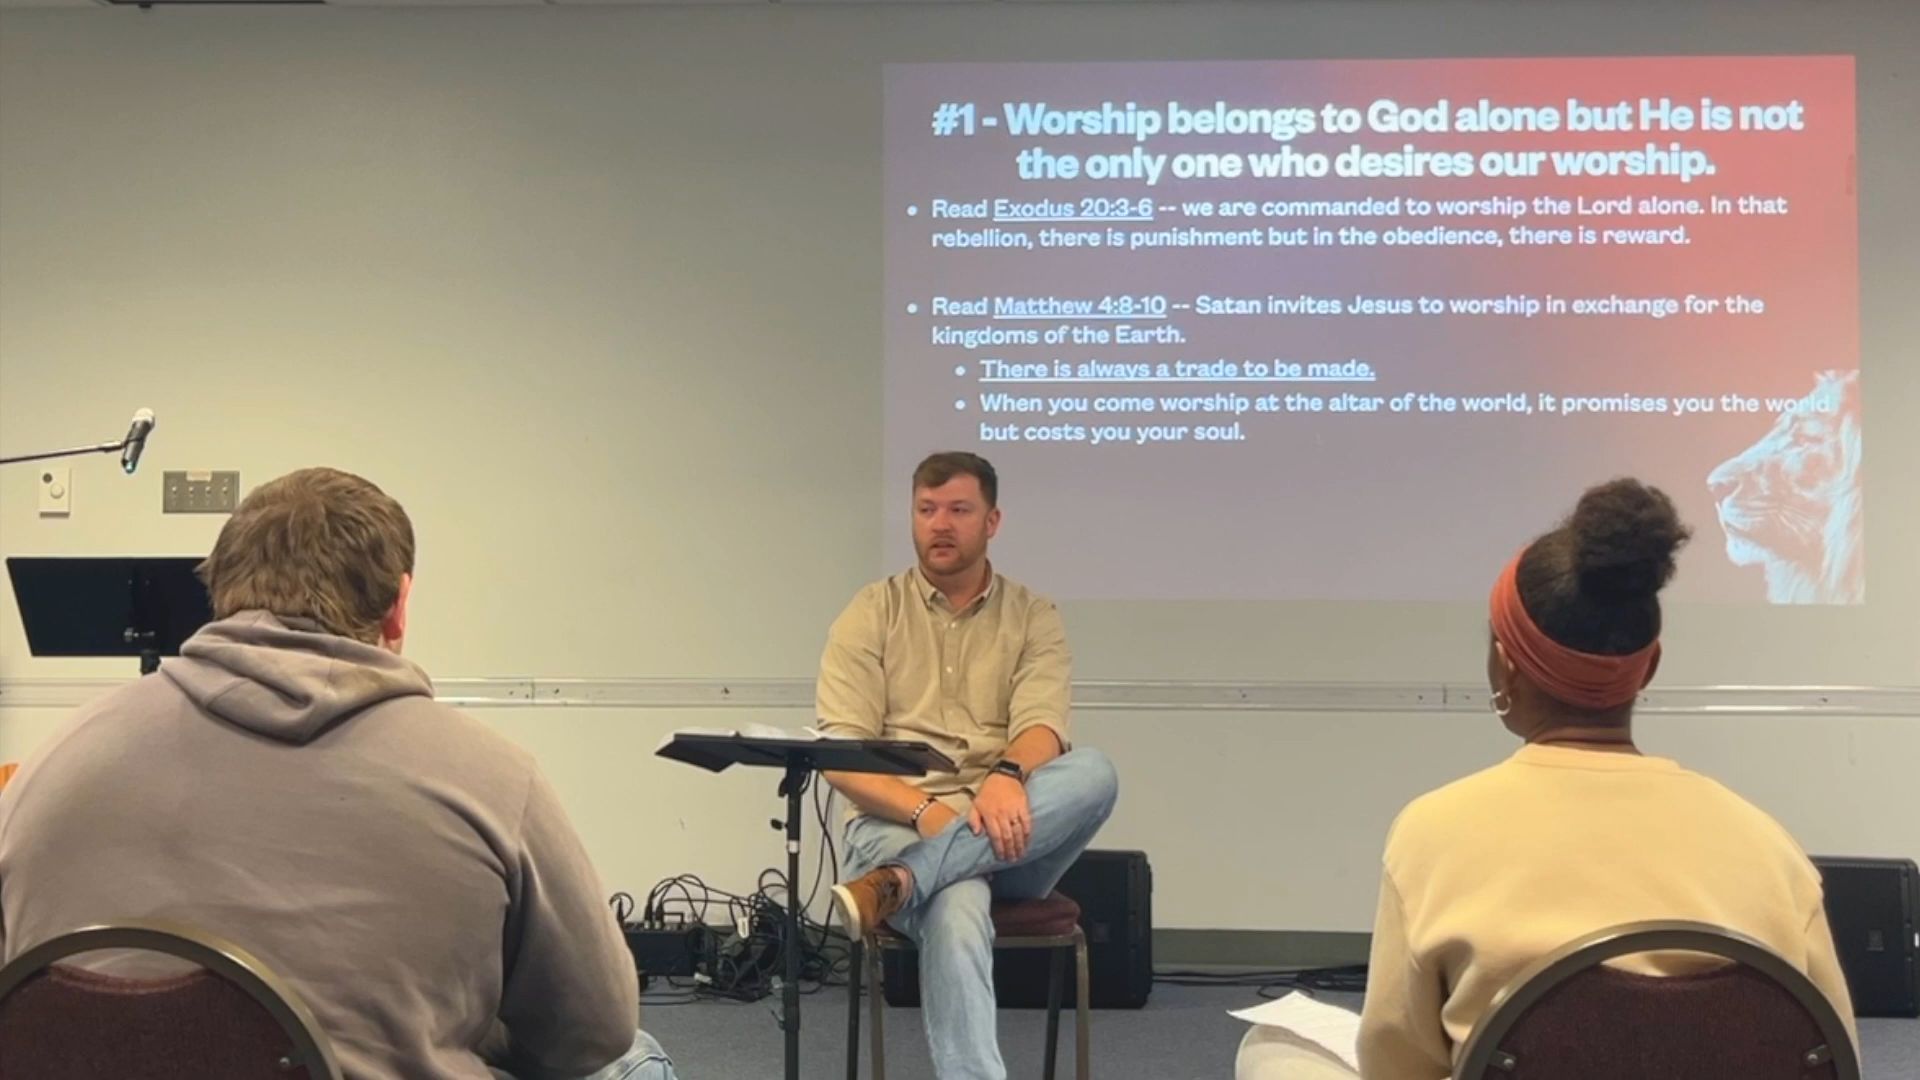 #1 - Worship belongs to God alone but He is not
the only one who desires our worship.
• Read Exodus 20:3-6 -- we are commanded to worship the Lord alone. In that
rebellion, there is punishment but in the obedience, there is reward.
• Read Matthew 4:8-10 -- Satan invites Jesus to worship in exchange for the
kingdoms of the Earth.
• There is always a trade to be made.
• When you come worship at the altar of the world, it promises you the world
but costs you your soul.